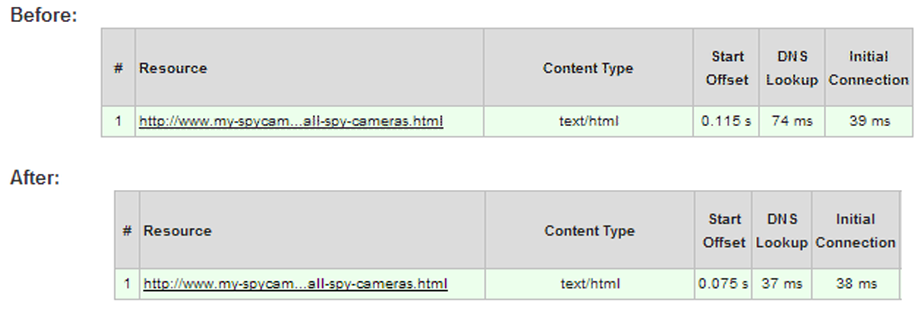 Before:
# Resource Content Type Start Offset DNS Lookup Initial Connection
1 http://www.my-spycam...all-spy-cameras.html text/html 0.115 s 74 ms 39 ms
After:
# Resource Content Type Start Offset DNS Lookup Initial Connection
1 http://www.my-spycam...all-spy-cameras.html text/html 0.075 s 37 ms 38 ms